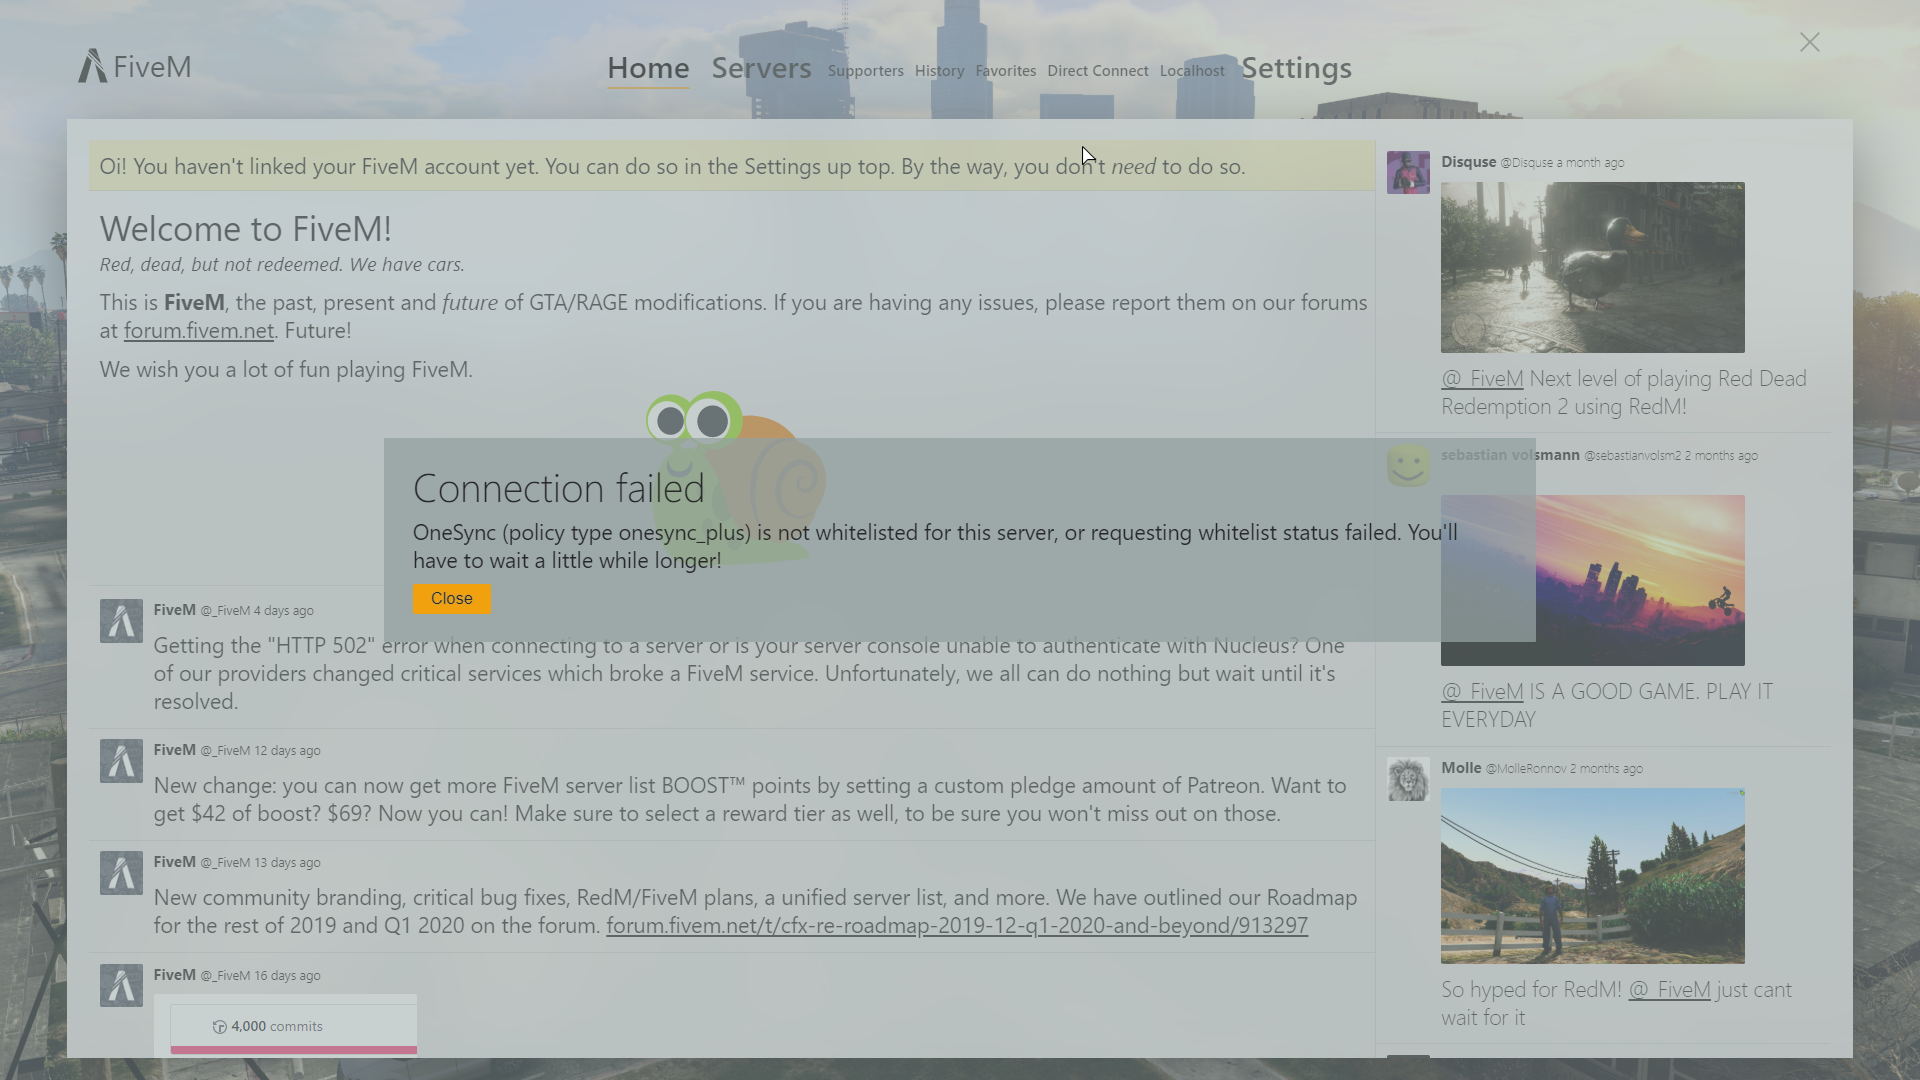 FiveM
Home Servers Supporters History Favorites Direct Connect Localhost Settings
Oi! You haven't linked your FiveM account yet. You can do so in the Settings up top. By the way, you don't need to do so.
Welcome to FiveM!
Red, dead, but not redeemed. We have cars.
This is FiveM, the past, present and future of GTA/RAGE modifications. If you are having any issues, please report them on our forums
at forum.fivem.net. Future!
We wish you a lot of fun playing FiveM.
Connection failed
OneSync (policy type onesync_plus) is not whitelisted for this server, or requesting whitelist status failed. You'll
have to wait a little while longer!
Close
FiveM @_FiveM 4 days ago
Getting the "HTTP 502" error when connecting to a server or is your server console unable to authenticate with Nucleus? One
of our providers changed critical services which broke a FiveM service. Unfortunately, we all can do nothing but wait until it's
resolved.
FiveM @_FiveM 12 days ago
New change: you can now get more FiveM server list BOOST™ points by setting a custom pledge amount of Patreon. Want to
get $42 of boost? $69? Now you can! Make sure to select a reward tier as well, to be sure you won't miss out on those.
FiveM @_FiveM 13 days ago
New community branding, critical bug fixes, RedM/FiveM plans, a unified server list, and more. We have outlined our Roadmap
for the rest of 2019 and Q1 2020 on the forum. forum.fivem.net/t/cfx-re-roadmap-2019-12-q1-2020-and-beyond/913297
FiveM @_FiveM 16 days ago
4,000 commits
Disquse @Disquse a month ago
@_FiveM Next level of playing Red Dead
Redemption 2 using RedM!
sebastian volsmann @sebastianvolsm2 2 months ago
@_FiveM IS A GOOD GAME. PLAY IT
EVERYDAY
Molle @MolleRonnov 2 months ago
So hyped for RedM! @_FiveM just cant
wait for it